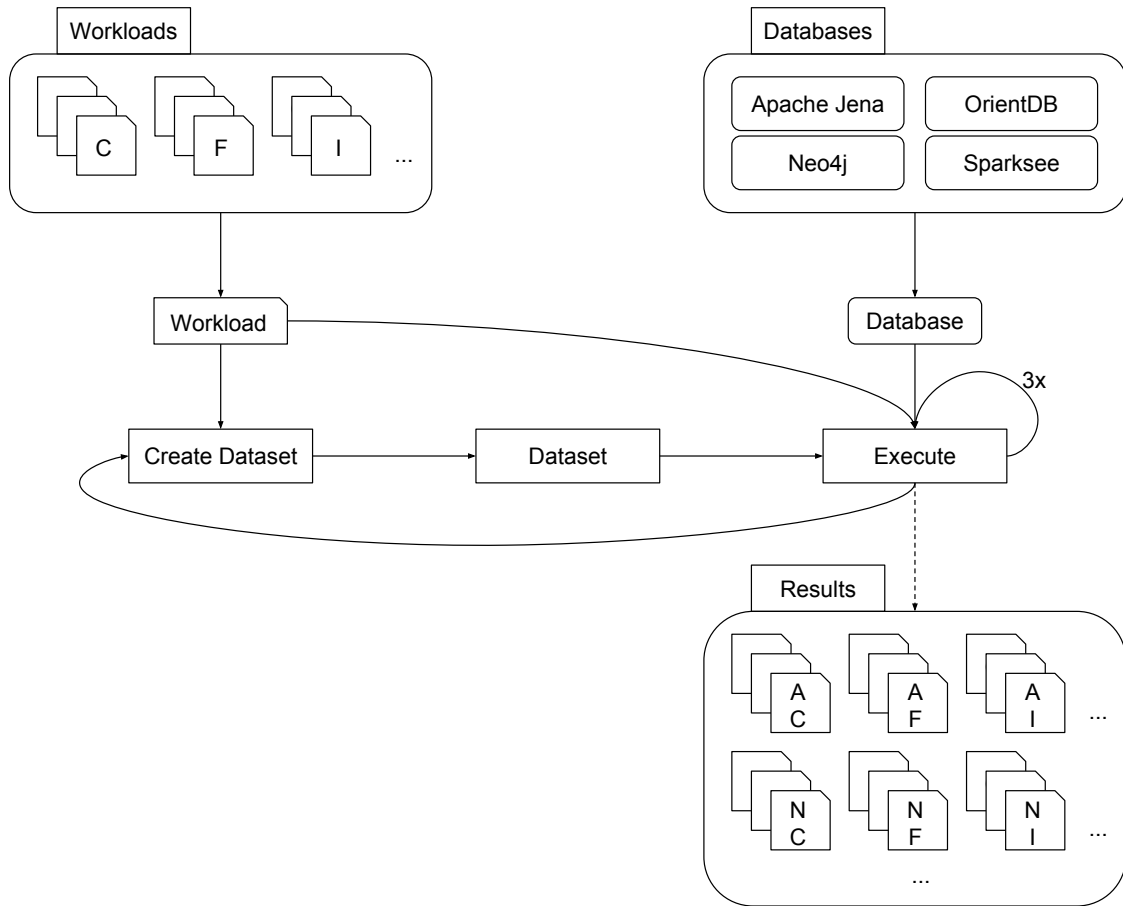 Workloads
Databases
C
F
I
...
Apache Jena
OrientDB
Neo4j
Sparksee
Workload
Database
3x
Create Dataset
Dataset
Execute
Results
A
C
A
F
A
I
...
N
C
N
F
N
I
...
...